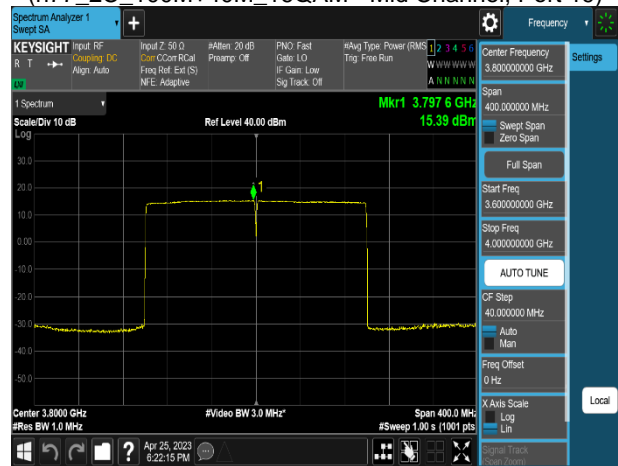 Spectrum Analyzer 1
Swept SA
Frequency
KEYSIGHT
R T
LV
Input: RF
Coupling: DC
Align: Auto
Input Z: 50 Ω
Corr CCorr RCal
Freq Ref: Ext (S)
NFE: Adaptive
#Atten: 20 dB
Preamp: Off
PNO: Fast
Gate: LO
IF Gain: Low
Sig Track: Off
#Avg Type: Power (RMS
Trig: Free Run
1 2 3 4 5 6
W W W W W W
A N N N N N
1 Spectrum
Scale/Div 10 dB
Log
Ref Level 40.00 dBm
Mkr1 3.797 6 GHz
15.39 dBm
30.0
20.0
10.0
0.00
-10.0
-20.0
-30.0
-40.0
-50.0
1
Center 3.8000 GHz
#Res BW 1.0 MHz
#Video BW 3.0 MHz*
Span 400.0 MHz
#Sweep 1.00 s (1001 pts
?
Apr 25, 2023
6:22:15 PM
Center Frequency
3.800000000 GHz
Span
400.000000 MHz
Swept Span
Zero Span
Full Span
Start Freq
3.600000000 GHz
Stop Freq
4.000000000 GHz
AUTO TUNE
CF Step
40.000000 MHz
Auto
Man
Freq Offset
0 Hz
X Axis Scale
Log
Lin
Signal Track
(Span Zoom)
Settings
Local